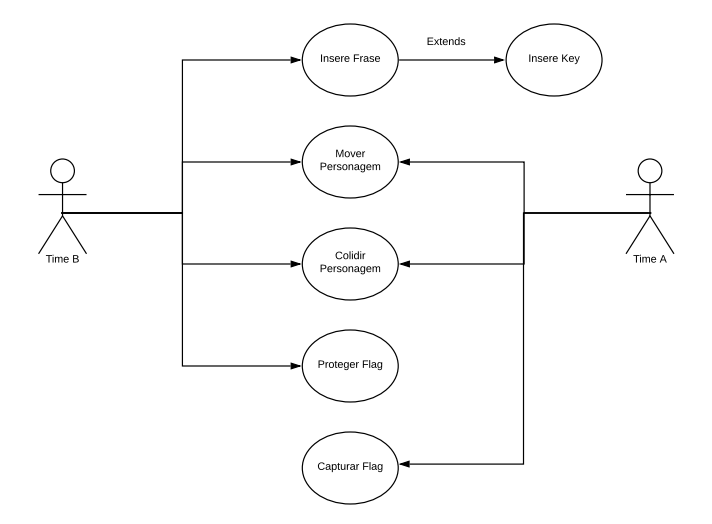 Extends
Insere Frase
Insere Key
Mover
Personagem
Time B
Time A
Colidir
Personagem
Proteger Flag
Capturar Flag